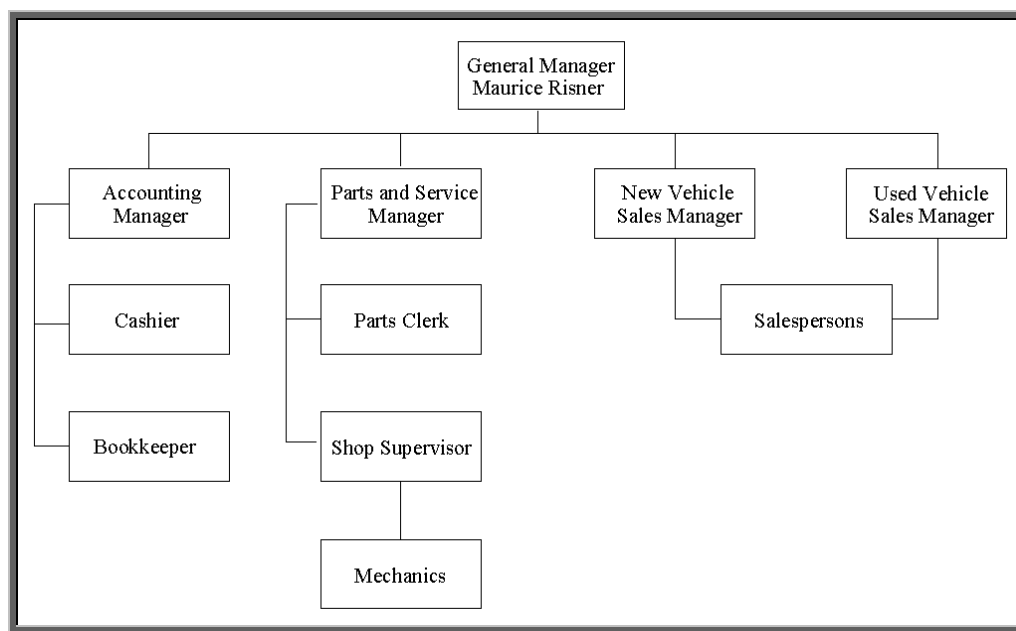 General Manager
Maurice Risner
Accounting
Manager
Parts and Service
Manager
New Vehicle
Sales Manager
Used Vehicle
Sales Manager
Cashier
Parts Clerk
Salespersons
Bookkeeper
Shop Supervisor
Mechanics